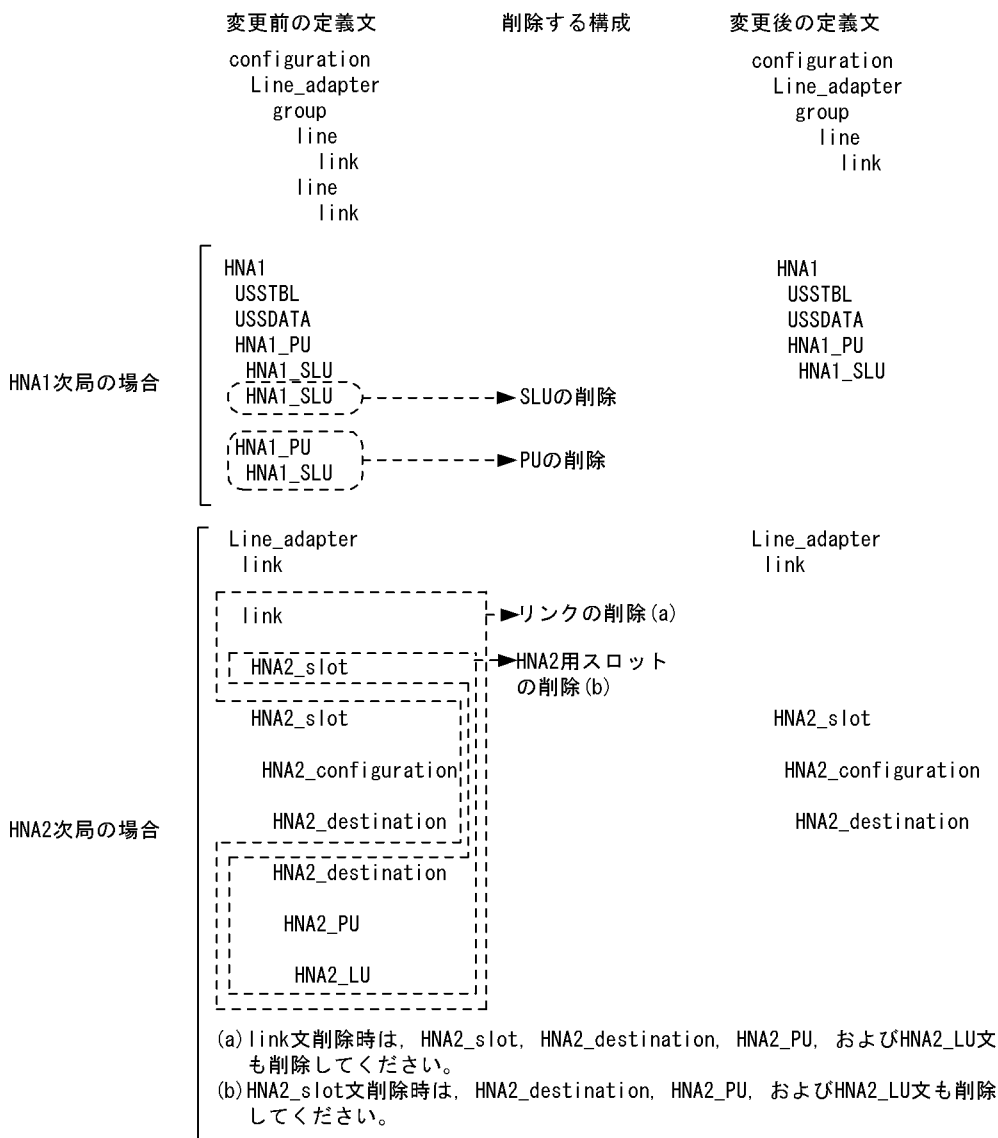 変更前の定義文 削除する構成 変更後の定義文
configuration configuration
Line_adapter Line_adapter
group group
line line
link link
line
link
HNA1 HNA1
USSTBL USSTBL
USSDATA USSDATA
HNA1_PU HNA1_PU
HNA1_SLU HNA1_SLU
HNA1次局の場合
HNA1_SLU SLUの削除
HNA1_PU
HNA1_SLU PUの削除
Line_adapter Line_adapter
link link
link リンクの削除(a)
HNA2_slot HNA2用スロット
の削除(b)
HNA2_slot HNA2_slot
HNA2_configuration HNA2_configuration
HNA2次局の場合 HNA2_destination HNA2_destination
HNA2_destination
HNA2_PU
HNA2_LU
(a)link文削除時は，HNA2_slot，HNA2_destination，HNA2_PU，およびHNA2_LU文
も削除してください。
(b)HNA2_slot文削除時は，HNA2_destination，HNA2_PU，およびHNA2_LU文も削除
してください。